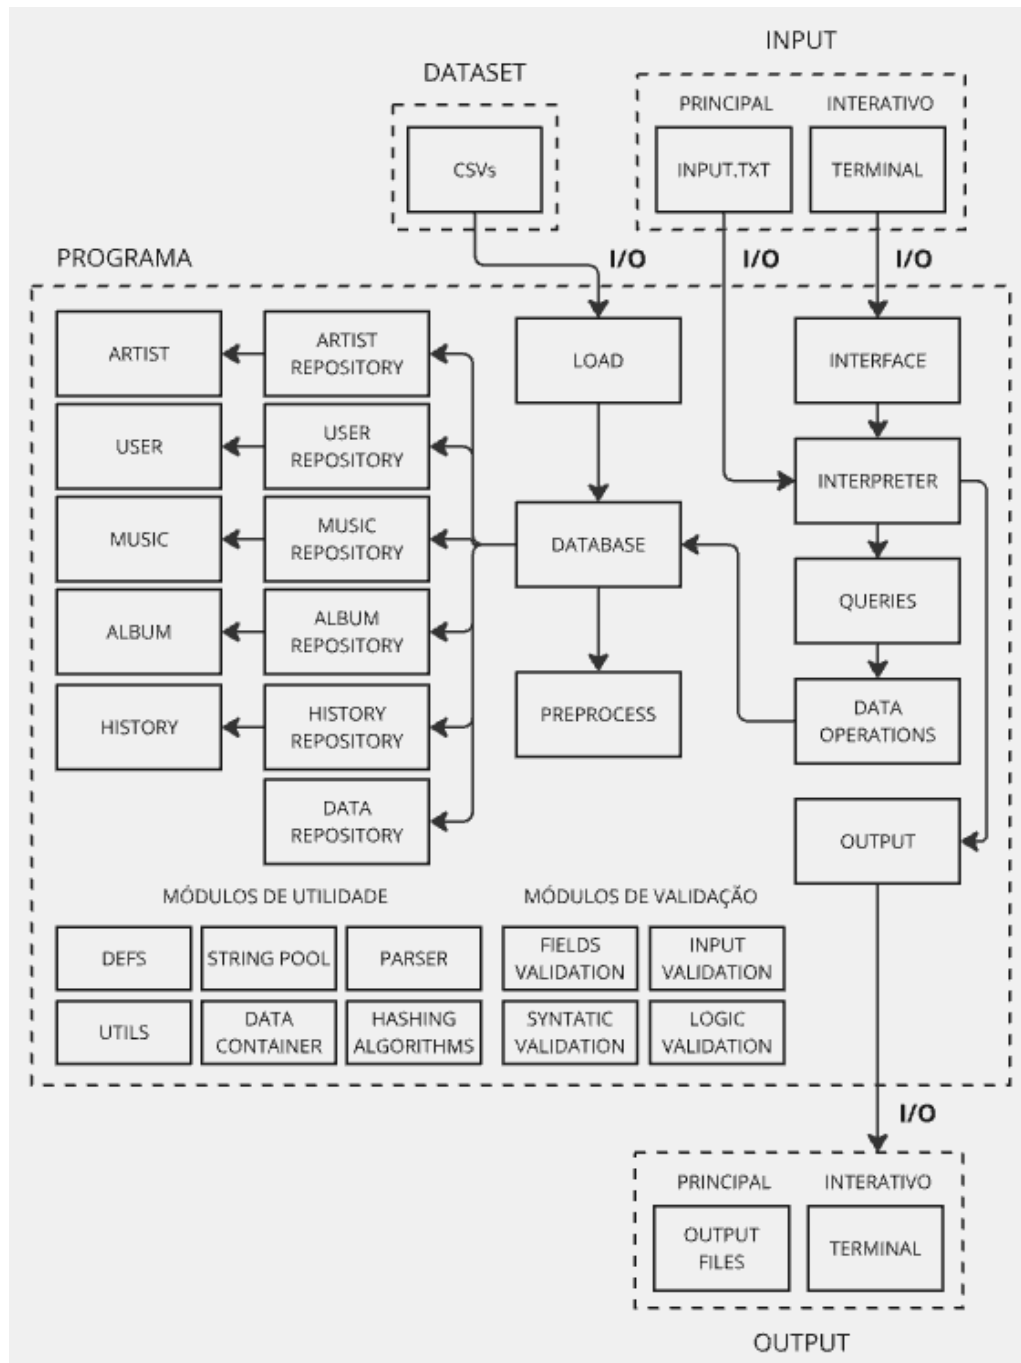 INPUT
DATASET
PRINCIPAL
INTERATIVO
CSVs
INPUT.TXT
TERMINAL
PROGRAMA
I/O
I/O
I/O
ARTIST
ARTIST
REPOSITORY
LOAD
INTERFACE
USER
USER
REPOSITORY
INTERPRETER
MUSIC
MUSIC
REPOSITORY
DATABASE
QUERIES
ALBUM
ALBUM
REPOSITORY
HISTORY
HISTORY
REPOSITORY
PREPROCESS
DATA
OPERATIONS
DATA
REPOSITORY
OUTPUT
MÓDULOS DE UTILIDADE
MÓDULOS DE VALIDAÇÃO
DEFS
STRING POOL
PARSER
FIELDS
VALIDATION
INPUT
VALIDATION
UTILS
DATA
CONTAINER
HASHING
ALGORITHMS
SYNTATIC
VALIDATION
LOGIC
VALIDATION
I/O
PRINCIPAL
INTERATIVO
OUTPUT
FILES
TERMINAL
OUTPUT